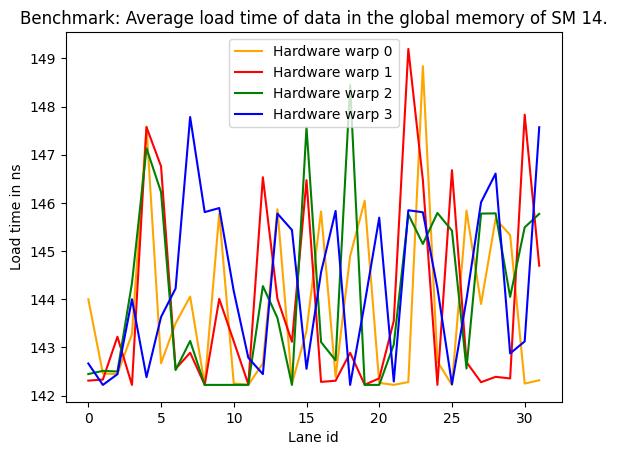 Benchmark: Average load time of data in the global memory of SM 14.
Hardware warp 0
Hardware warp 1
Hardware warp 2
Hardware warp 3
149
148
147
146
145
144
143
142
Load time in ns
0 5 10 15 20 25 30
Lane id